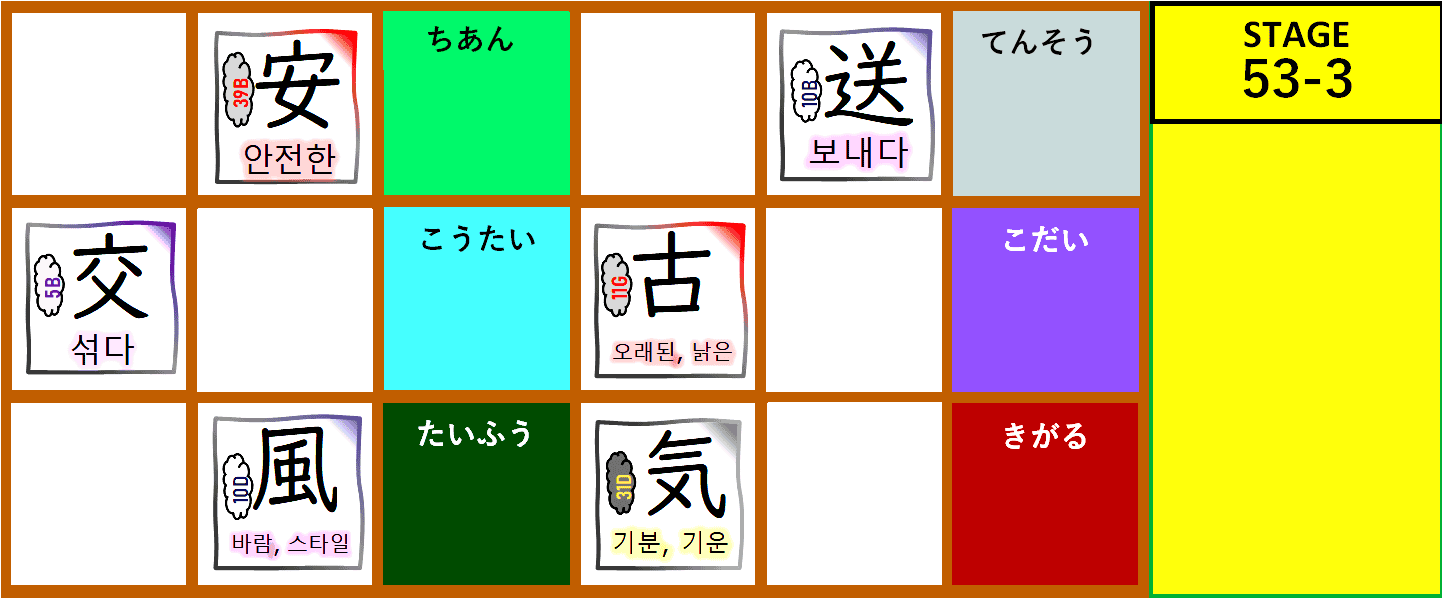 39B
安
안전한
ちあん
10B
送
보내다
てんそう
STAGE
53-3
5B
交
섞다
こうたい
11G
古
오래된, 낡은
こだい
10D
風
바람, 스타일
たいふう
31D
気
기분, 기운
きがる